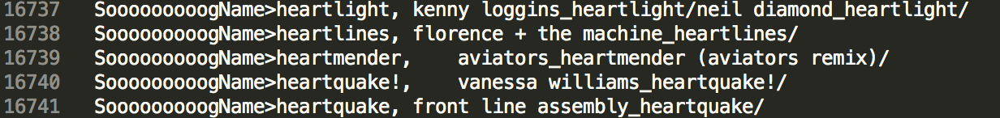 16737 SooooooooogName>heartlight, kenny loggins_heartlight/neil diamond_heartlight/
16738 SooooooooogName>heartlines, florence + the machine_heartlines/
16739 SooooooooogName>heartmender, aviators_heartmender (aviators remix)/
16740 SooooooooogName>heartquake!, vanessa williams_heartquake!/
16741 SooooooooogName>heartquake, front line assembly_heartquake/